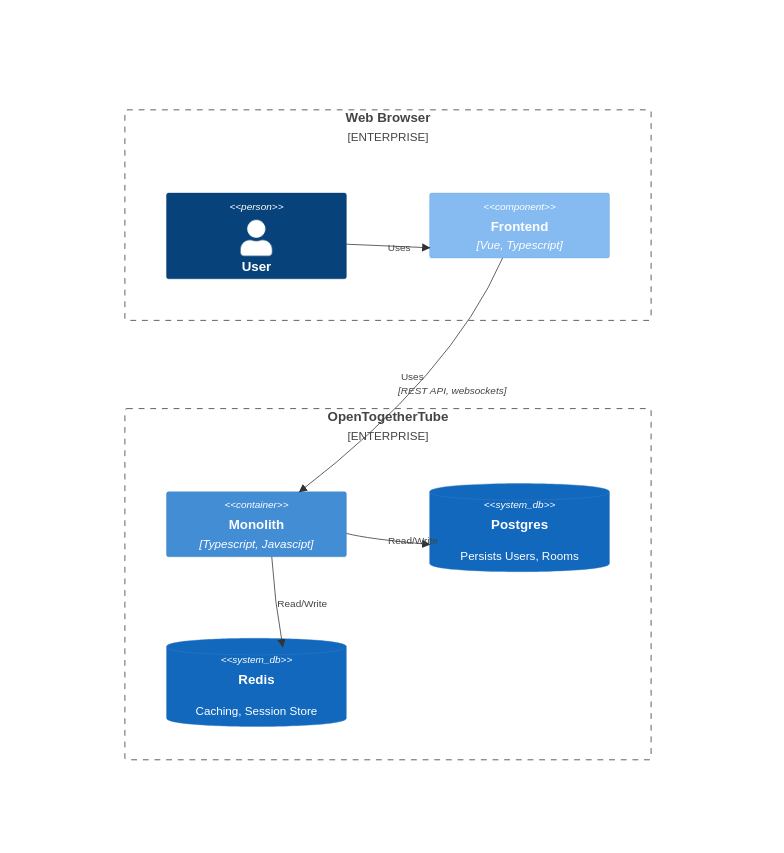 Web Browser
[ENTERPRISE]
<<person>>
User
Uses
<<component>>
Frontend
[Vue, Typescript]
Uses
[REST API, websockets]
OpenTogetherTube
[ENTERPRISE]
<<container>>
Monolith
[Typescript, Javascipt]
Read/Write
<<system_db>>
Postgres
Persists Users, Rooms
Read/Write
<<system_db>>
Redis
Caching, Session Store